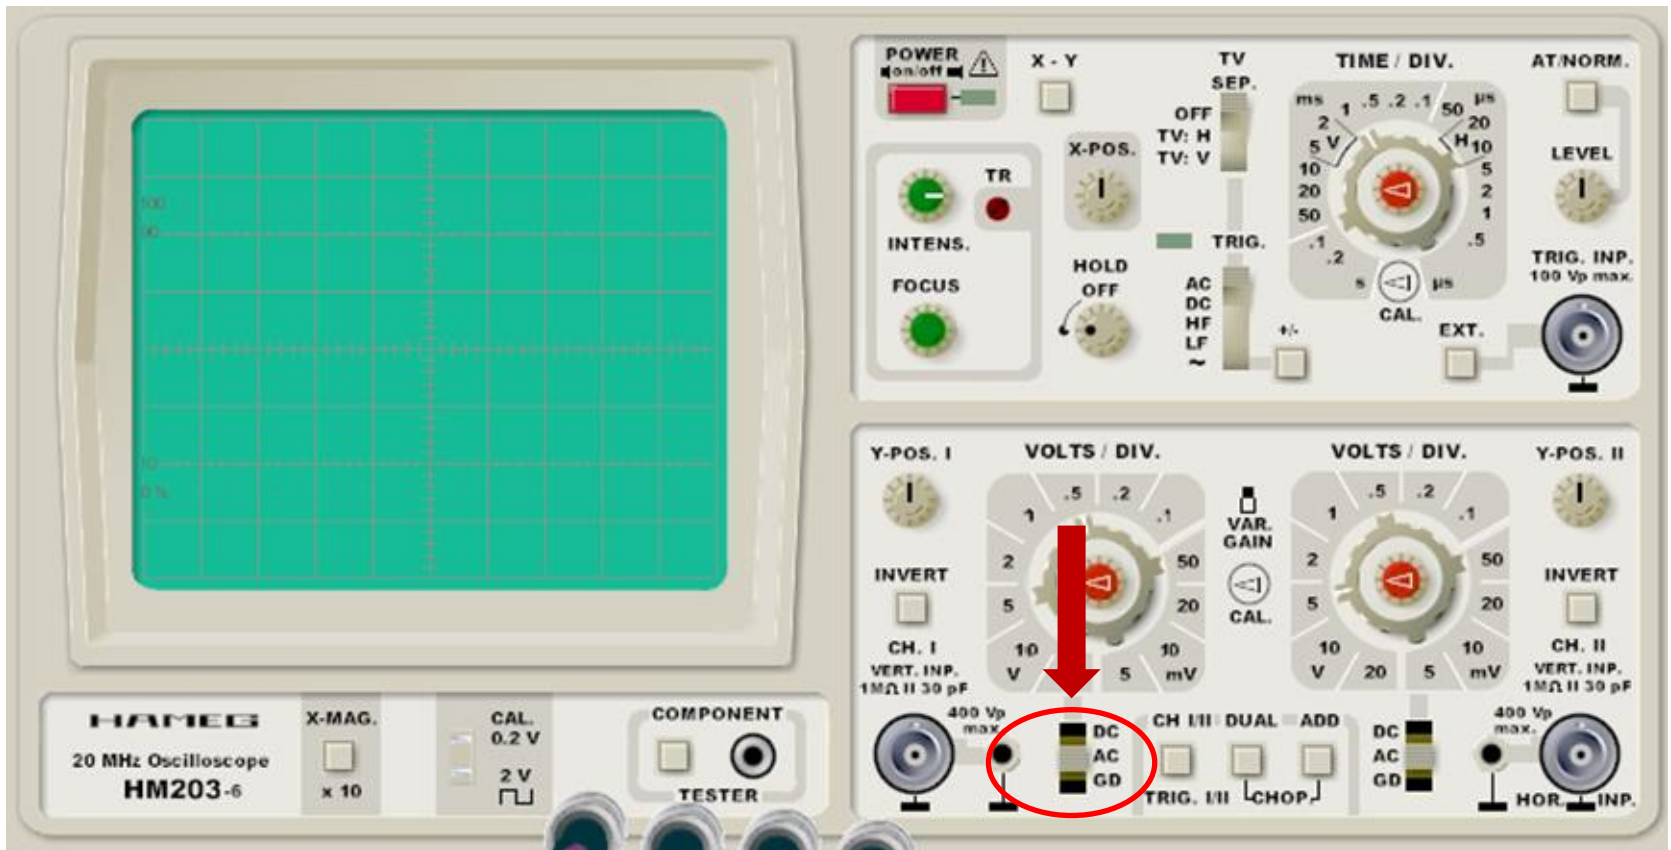 POWER
on/off
X - Y
TV
SEP.
OFF
TV: H
TV: V
TIME / DIV.
ms 1 .5 .2 .1 50 µs
2 20
5 V H 10
10 5
20 2
50 1
.1 .5
.2
s µs
CAL.
AT/NORM.
LEVEL
X-POS.
TR
INTENS.
FOCUS
HOLD
OFF
TRIG.
AC
DC
HF
LF
~
+/-
EXT.
TRIG. INP.
100 Vp max.
100
90
10
0 %
Y-POS. I
VOLTS / DIV.
.5 .2
1 .1
2 50
5 20
10 10
V 5 mV
INVERT
CH. I
VERT. INP.
1MΩ II 30 pF
400 Vp
max.
DC
AC
GD
VAR.
GAIN
CAL.
CH I/II DUAL ADD
TRIG. I/II CHOP.
VOLTS / DIV.
.5 .2
1 .1
2 50
5 20
10 10
V 20 5 mV
Y-POS. II
INVERT
CH. II
VERT. INP.
1MΩ II 30 pF
400 Vp
max.
DC
AC
GD
HOR. INP.
HAMEG
20 MHz Oscilloscope
HM203-6
X-MAG.
x 10
CAL.
0.2 V
2 V
COMPONENT
TESTER